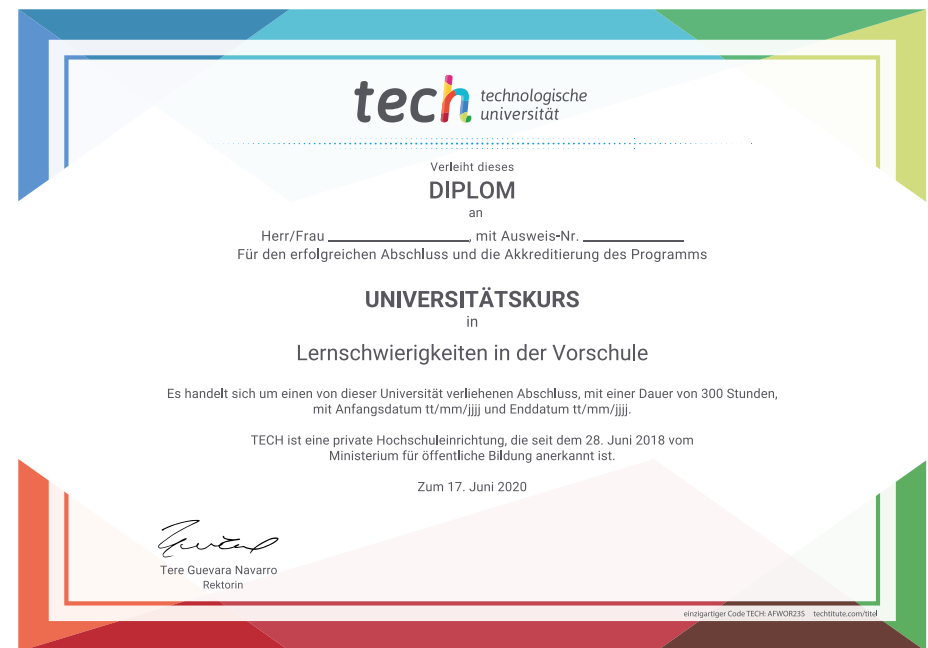 tech technologische
universität
Verleiht dieses
DIPLOM
an
Herr/Frau ____________________, mit Ausweis-Nr. ______________
Für den erfolgreichen Abschluss und die Akkreditierung des Programms
UNIVERSITÄTSKURS
in
Lernschwierigkeiten in der Vorschule
Es handelt sich um einen von dieser Universität verliehenen Abschluss, mit einer Dauer von 300 Stunden,
mit Anfangsdatum tt/mm/jjjj und Enddatum tt/mm/jjjj.
TECH ist eine private Hochschuleinrichtung, die seit dem 28. Juni 2018 vom
Ministerium für öffentliche Bildung anerkannt ist.
Zum 17. Juni 2020
Tere Guevara Navarro
Rektorin
einzigartiger Code TECH: AFWOR23S techtitute.com/titel